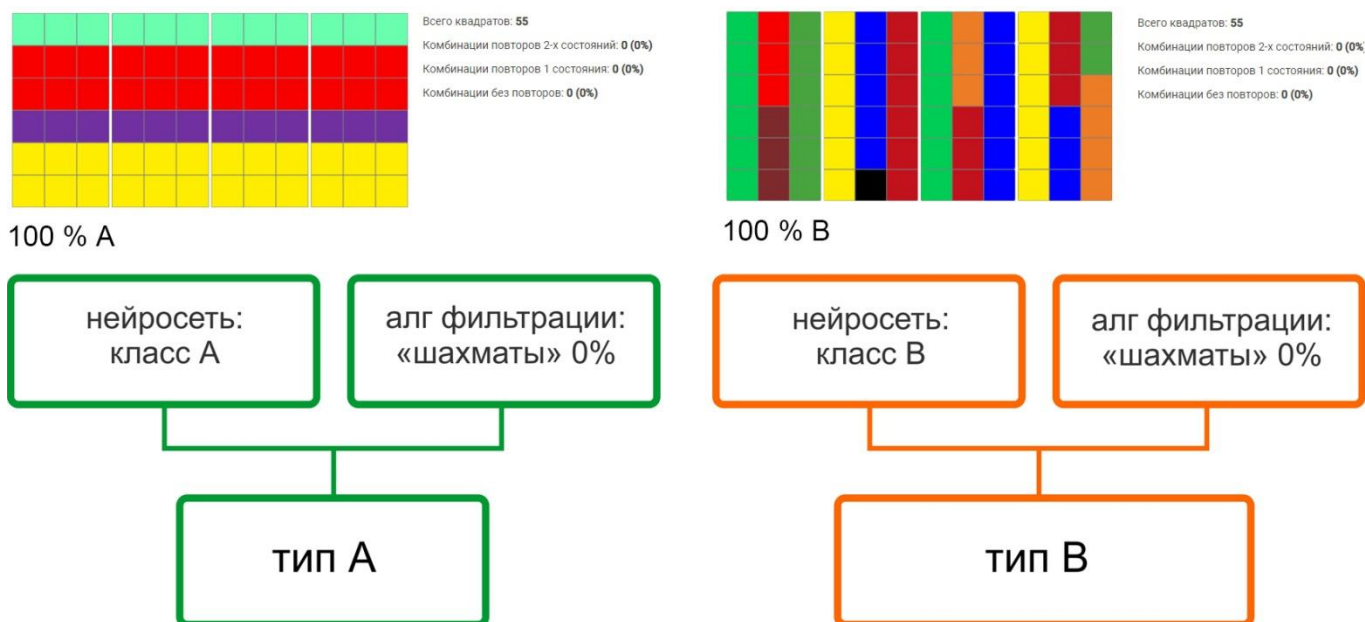 Всего квадратов: 55
Комбинации повторов 2-х состояний: 0 (0%)
Комбинации повторов 1 состояния: 0 (0%)
Комбинации без повторов: 0 (0%)
100 % A
нейросеть:
класс А
алг фильтрации:
«шахматы» 0%
тип А
Всего квадратов: 55
Комбинации повторов 2-х состояний: 0 (0%
Комбинации повторов 1 состояния: 0 (0%)
Комбинации без повторов: 0 (0%)
100 % B
нейросеть:
класс B
алг фильтрации:
«шахматы» 0%
тип B